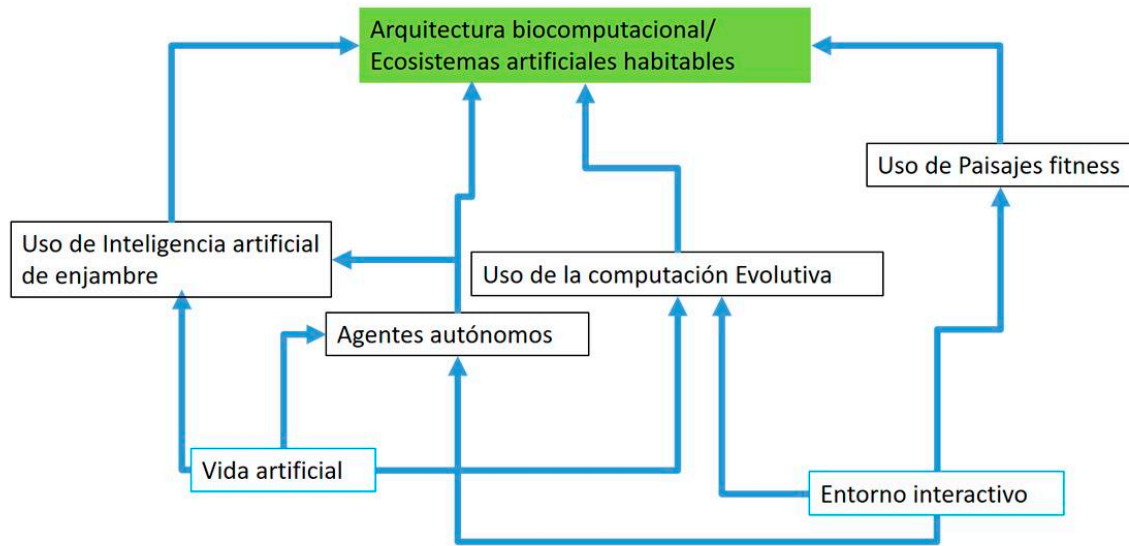 Arquitectura biocomputacional/
Ecosistemas artificiales habitables
Uso de Paisajes fitness
Uso de Inteligencia artificial
de enjambre
Uso de la computación Evolutiva
Agentes autónomos
Vida artificial
Entorno interactivo